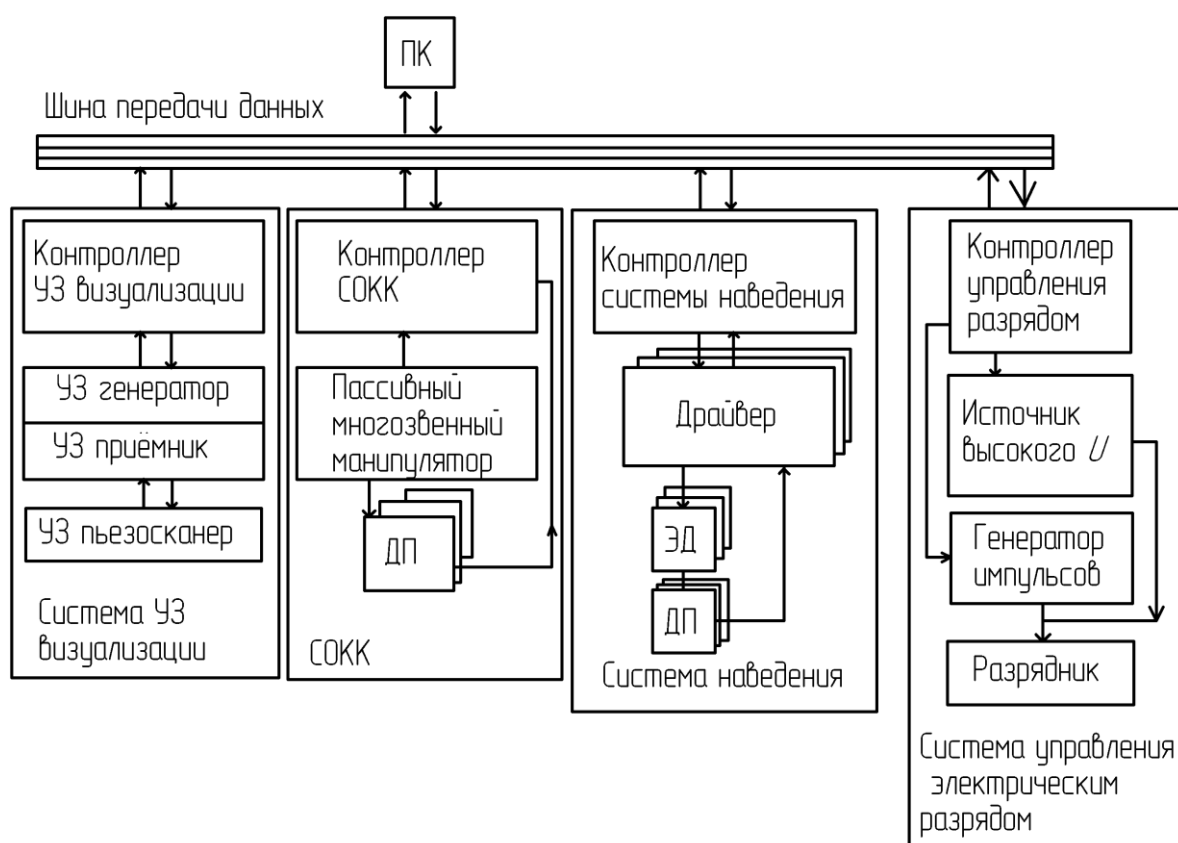 ПК
Шина передачи данных
Контроллер
УЗ визуализации
УЗ генератор
УЗ приёмник
УЗ пьезосканер
Система УЗ
визуализации
Контроллер
СОКК
Пассивный
многозвенный
манипулятор
ДП
СОКК
Контроллер
системы наведения
Драйвер
ЭД
ДП
Система наведения
Контроллер
управления
разрядом
Источник
высокого U
Генератор
импульсов
Разрядник
Система управления
электрическим
разрядом